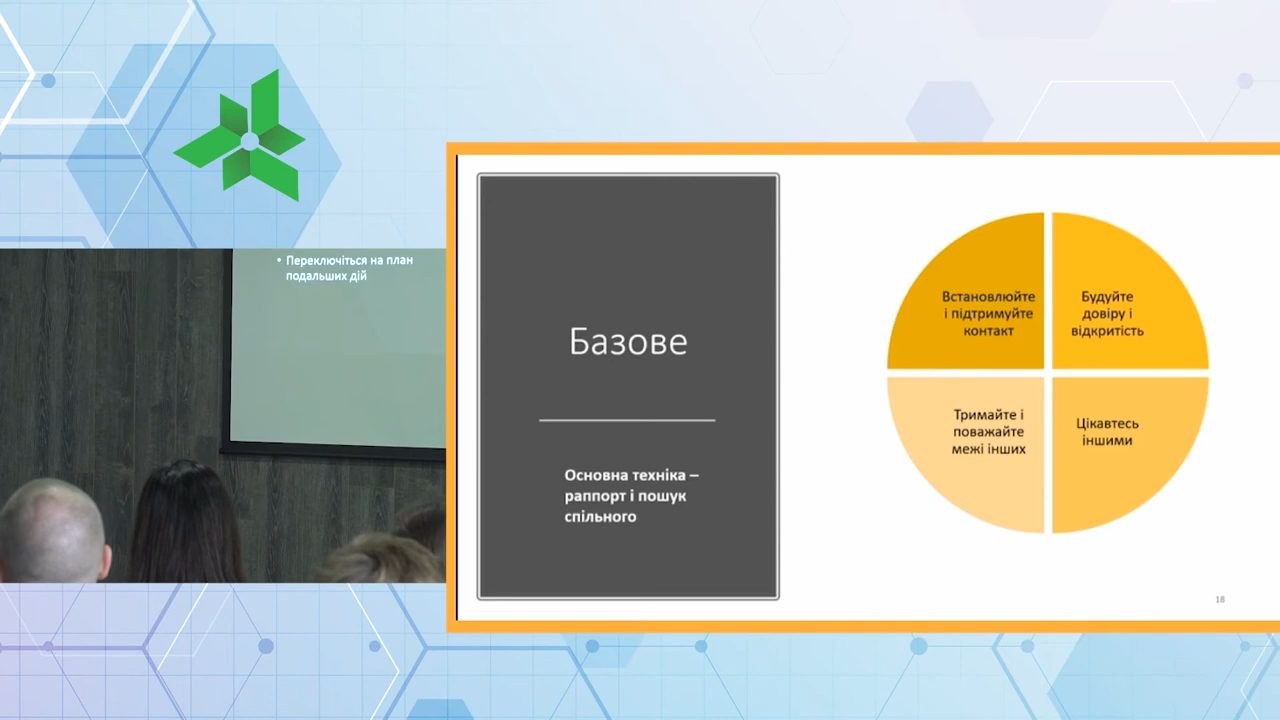 • Переключіться на план
подальших дій
Базове
Основна техніка –
раппорт і пошук
спільного
Встановлюйте
і підтримуйте
контакт
Будуйте
довіру і
відкритість
Тримайте і
поважайте
межі інших
Цікавтесь
іншими
18